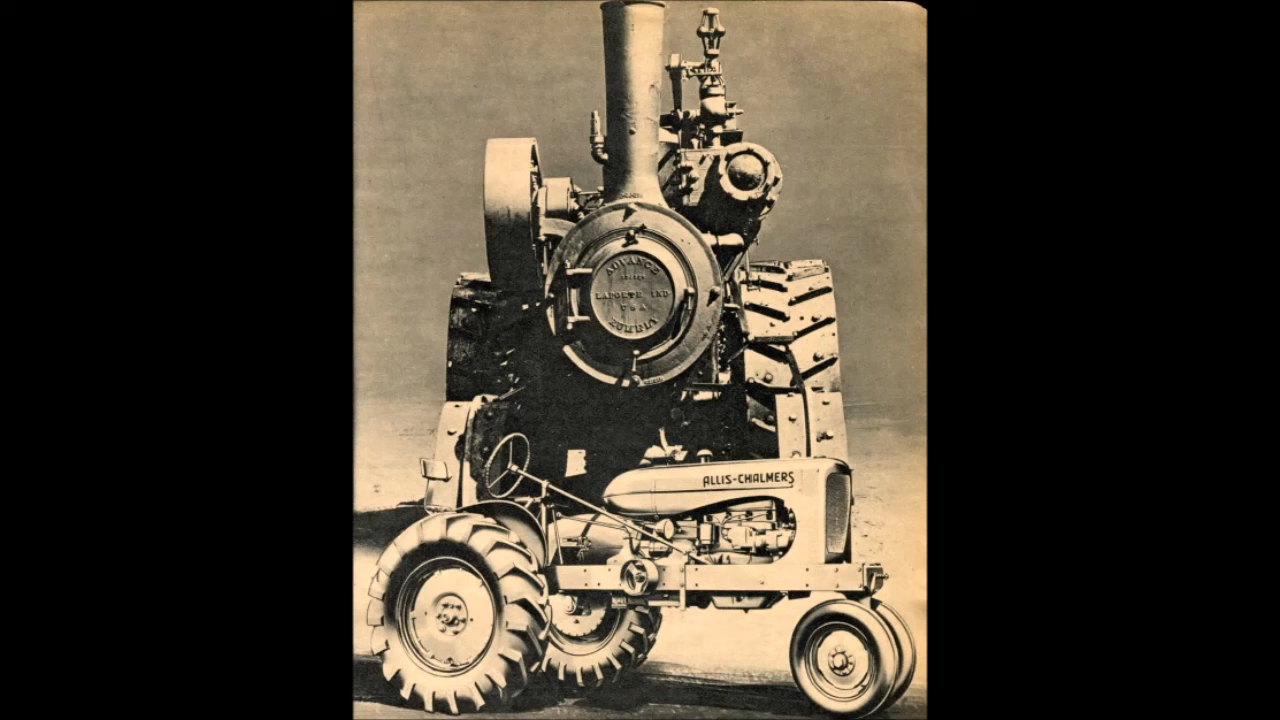 ADVANCE
LAPORTE IND
U S A
RUMELY
ALLIS-CHALMERS